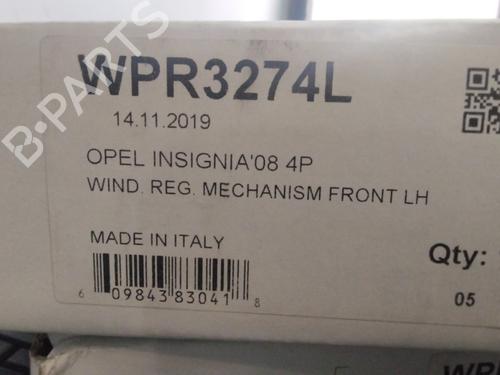 WPR3274L
14.11.2019
OPEL INSIGNIA'08 4P
WIND. REG. MECHANISM FRONT LH
MADE IN ITALY
Qty:
6 09843 83041 8
05
B-PARTS